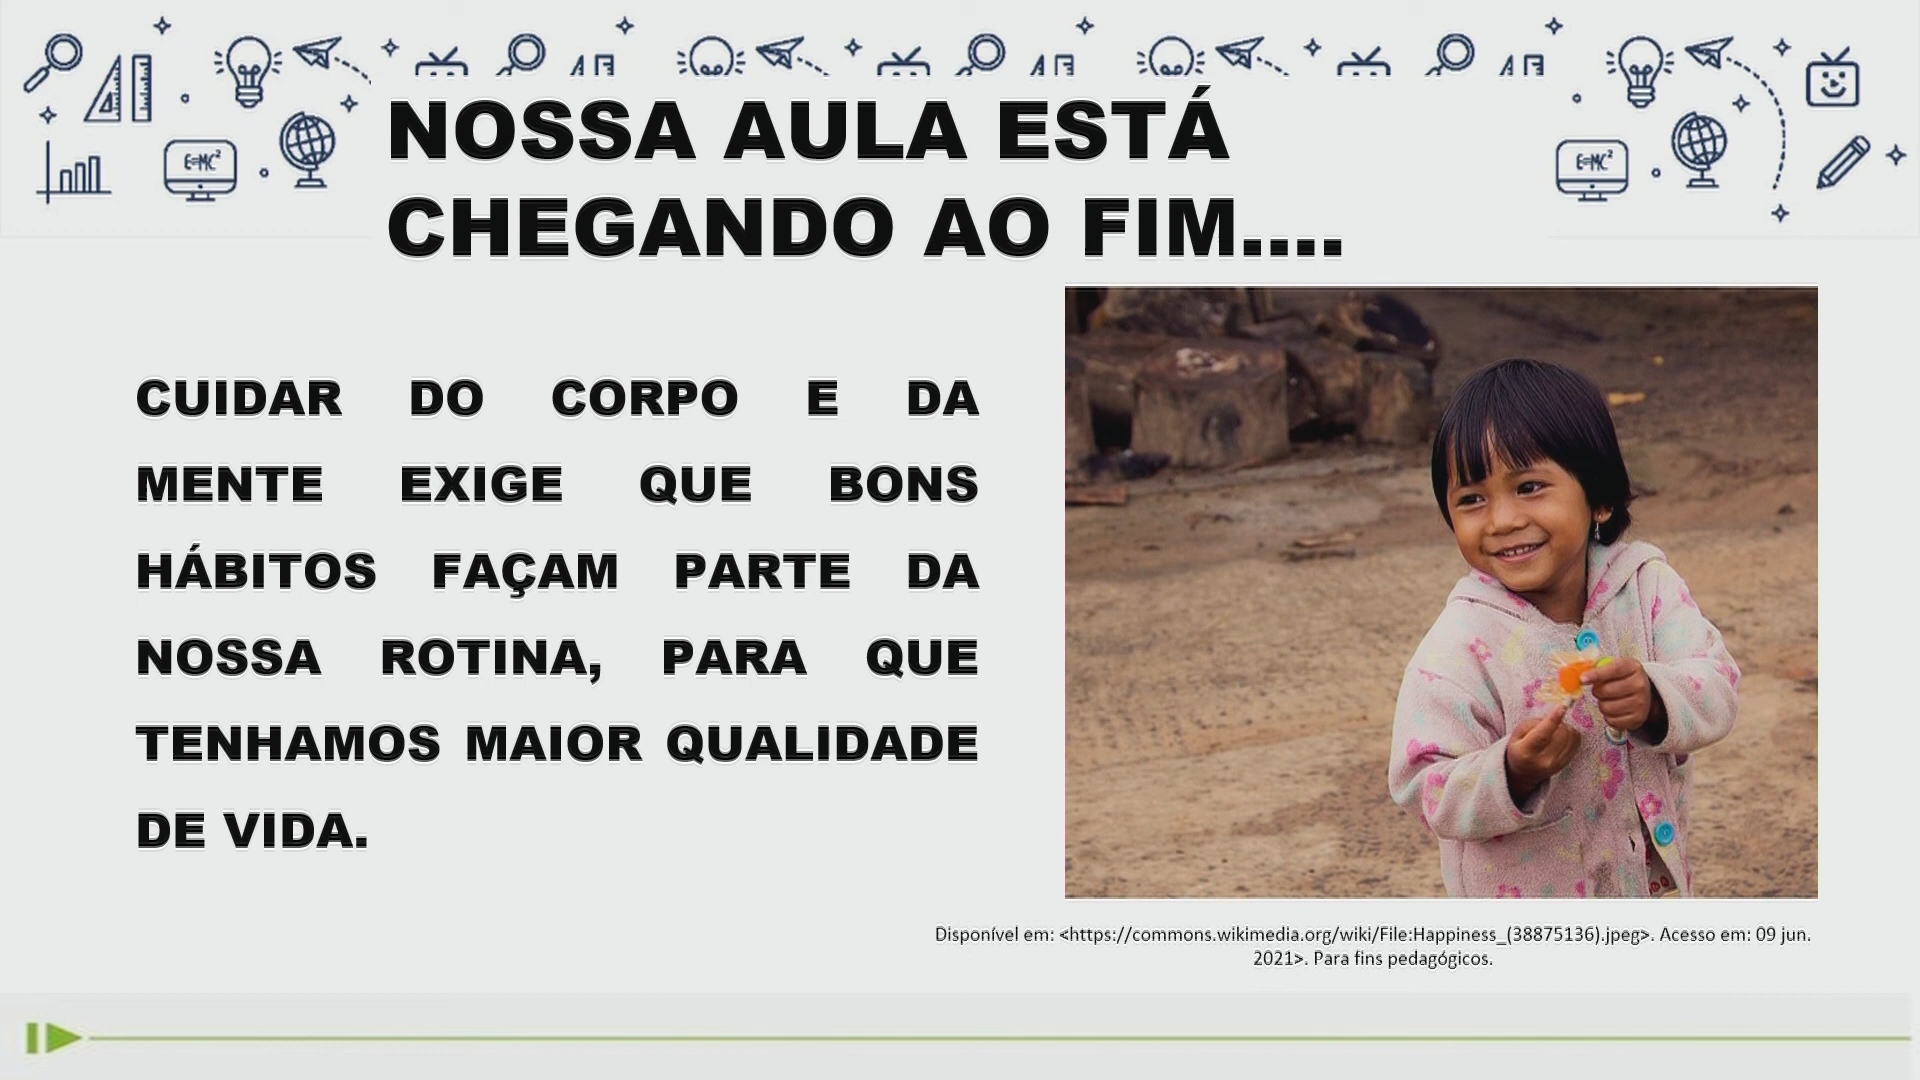 E=MC²
E=MC²
NOSSA AULA ESTÁ
CHEGANDO AO FIM....
CUIDAR DO CORPO E DA
MENTE EXIGE QUE BONS
HÁBITOS FAÇAM PARTE DA
NOSSA ROTINA, PARA QUE
TENHAMOS MAIOR QUALIDADE
DE VIDA.
Disponível em: <https://commons.wikimedia.org/wiki/File:Happiness_(38875136).jpeg>. Acesso em: 09 jun.
2021>. Para fins pedagógicos.